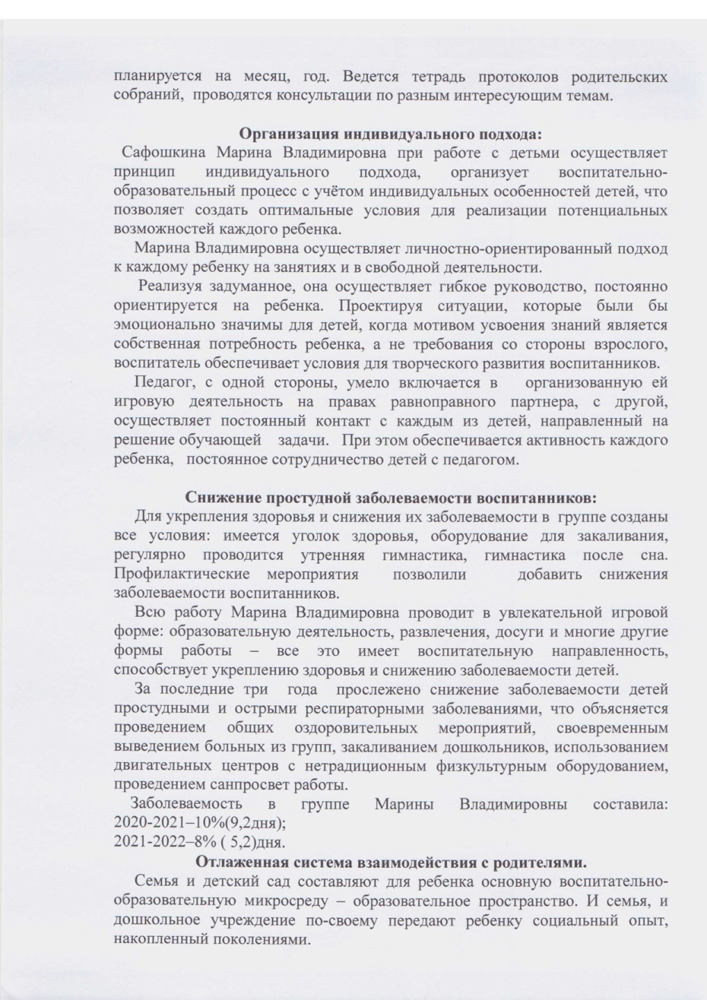 планируется на месяц, год. Ведется тетрадь протоколов родительских
собраний, проводятся консультации по разным интересующим темам.
Организация индивидуального подхода:
Сафошкина Марина Владимировна при работе с детьми осуществляет
принцип индивидуального подхода, организует воспитательно-
образовательный процесс с учётом индивидуальных особенностей детей, что
позволяет создать оптимальные условия для реализации потенциальных
возможностей каждого ребенка.
Марина Владимировна осуществляет личностно-ориентированный подход
к каждому ребенку на занятиях и в свободной деятельности.
Реализуя задуманное, она осуществляет гибкое руководство, постоянно
ориентируется на ребенка. Проектируя ситуации, которые были бы
эмоционально значимы для детей, когда мотивом усвоения знаний является
собственная потребность ребенка, а не требования со стороны взрослого,
воспитатель обеспечивает условия для творческого развития воспитанников.
Педагог, с одной стороны, умело включается в организованную ей
игровую деятельность на правах равноправного партнера, с другой,
осуществляет постоянный контакт с каждым из детей, направленный на
решение обучающей задачи. При этом обеспечивается активность каждого
ребенка, постоянное сотрудничество детей с педагогом.
Снижение простудной заболеваемости воспитанников:
Для укрепления здоровья и снижения их заболеваемости в группе созданы
все условия: имеется уголок здоровья, оборудование для закаливания,
регулярно проводится утренняя гимнастика, гимнастика после сна.
Профилактические мероприятия позволили добавить снижения
заболеваемости воспитанников.
Всю работу Марина Владимировна проводит в увлекательной игровой
форме: образовательную деятельность, развлечения, досуги и многие другие
формы работы – все это имеет воспитательную направленность,
способствует укреплению здоровья и снижению заболеваемости детей.
За последние три года прослежено снижение заболеваемости детей
простудными и острыми респираторными заболеваниями, что объясняется
проведением общих оздоровительных мероприятий, своевременным
выведением больных из групп, закаливанием дошкольников, использованием
двигательных центров с нетрадиционным физкультурным оборудованием,
проведением санпросвет работы.
Заболеваемость в группе Марины Владимировны составила:
2020-2021–10%(9,2дня);
2021-2022–8% ( 5,2)дня.
Отлаженная система взаимодействия с родителями.
Семья и детский сад составляют для ребенка основную воспитательно-
образовательную микросреду – образовательное пространство. И семья, и
дошкольное учреждение по-своему передают ребенку социальный опыт,
накопленный поколениями.